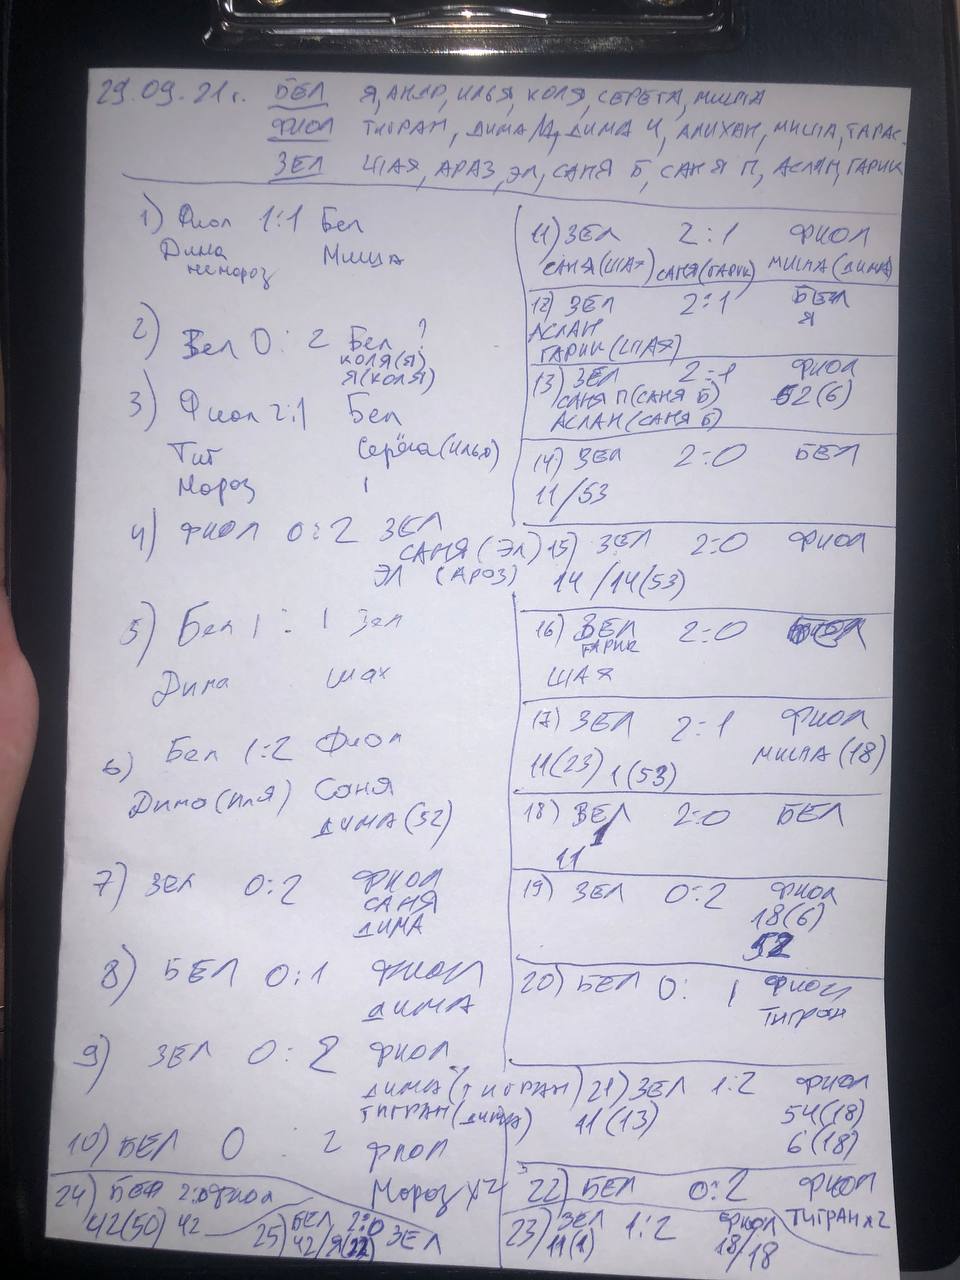 29.09.21г. БЕЛ Я, АНАР, ИЛЬЯ, КОЛЯ, СЕРЕГА, МИША
ФИОЛ ТИГРАН, ДИМА М, ДИМА Н, АЛИХАН, МИША, ТАРАС
ЗЕЛ ШАЯ, АРАЗ, ЭЛ, САНЯ Б, САНЯ П, АСЛАН, ГАРИК
1) Фиол 1:1 Бел
Дима Миша
неMороз
2) Зел 0:2 Бел ?
КОЛЯ(Я)
Я(КОЛЯ)
3) Фиол 2:1 Бел
Тиг Серёга(Илья)
Мороз 1
4) ФИОЛ 0:2 ЗЕЛ
САНЯ (ЭЛ)
ЭЛ (АРОЗ)
5) Бел 1:1 Зел
Дима Шах
6) Бел 1:2 Фиол
Дима(Иля) Саня
ДИМА(52)
7) ЗЕЛ 0:2 ФИОЛ
САНЯ
ДИМА
8) БЕЛ 0:1 ФИОЛ
ДИМА
9) ЗЕЛ 0:2 ФИОЛ
ДИМА(ТИГРАН)
ТИГРАН(ДИМА)
10) БЕЛ 0:2 ФИОЛ
Мороз х2
24) БЕЛ 2:0 Фиол
42(50) 42
25) БЕЛ 2:0 ЗЕЛ
42/Я(22)
11) ЗЕЛ 2:1 ФИОЛ
САНЯ(ШАЯ) САНЯ(ГАРИК) МИША(ДИМА)
12) ЗЕЛ 2:1 БЕЛ
АСЛАН Я
ГАРИК(ШАЯ)
13) ЗЕЛ 2:1 ФИОЛ
САНЯ П(САНЯ Б) 52(6)
АСЛАН(САНЯ Б)
14) ЗЕЛ 2:0 БЕЛ
11/53
15) ЗЕЛ 2:0 ФИОЛ
14/14(53)
16) ЗЕЛ 2:0
ГАРИК
ШАЯ
17) ЗЕЛ 2:1 ФИОЛ
11(23) 1(53) МИША(18)
18) ЗЕЛ 2:0 БЕЛ
1
11
19) ЗЕЛ 0:2 ФИОЛ
18(6)
52
20) БЕЛ 0:1 ФИОЛ
ТИГРАН
21) ЗЕЛ 1:2 ФИОЛ
11(13) 54(18)
6(18)
22) БЕЛ 0:2 ФИОЛ
ТИГРАН х2
23) ЗЕЛ 1:2 ФИОЛ
11(1) 18/18